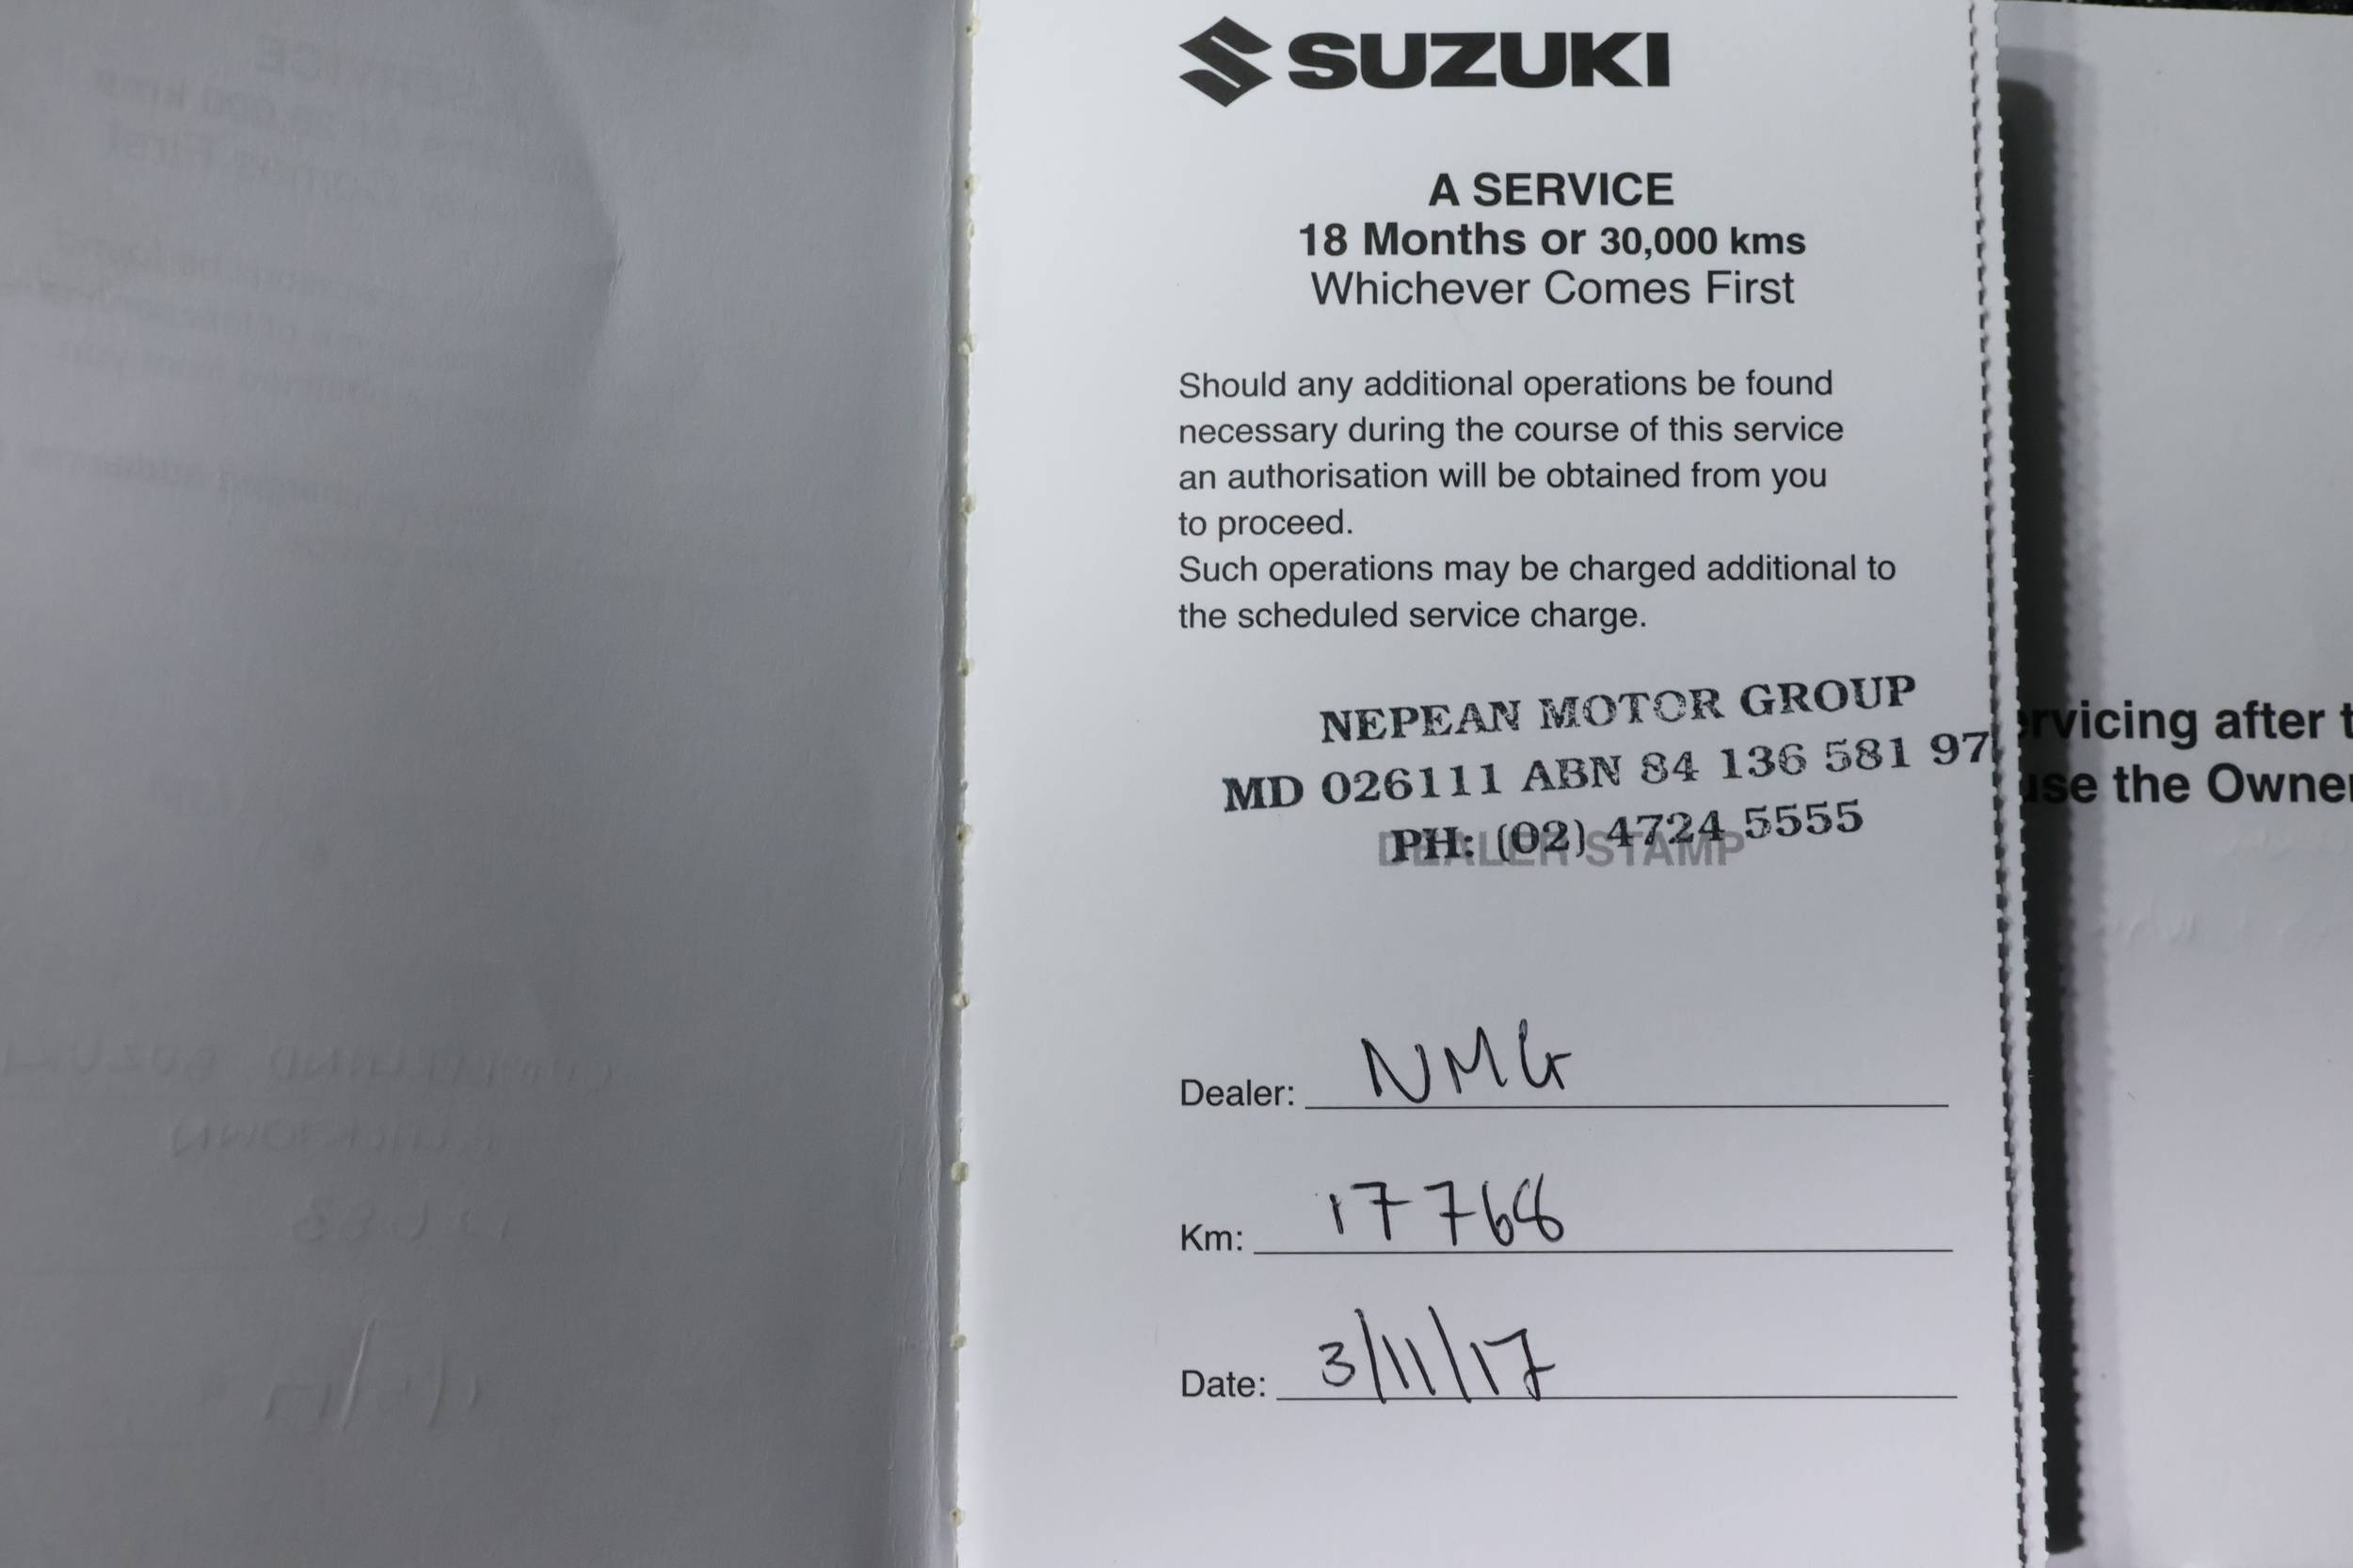 SUZUKI
A SERVICE
18 Months or 30,000 kms
Whichever Comes First
Should any additional operations be found
necessary during the course of this service
an authorisation will be obtained from you
to proceed.
Such operations may be charged additional to
the scheduled service charge.
NEPEAN MOTOR GROUP
MD 026111 ABN 84 136 581 97
PH: (02) 4724 5555
DEALER STAMP
Dealer: NMG
Km: 17768
Date: 3/11/17
rvicing after t
se the Owner